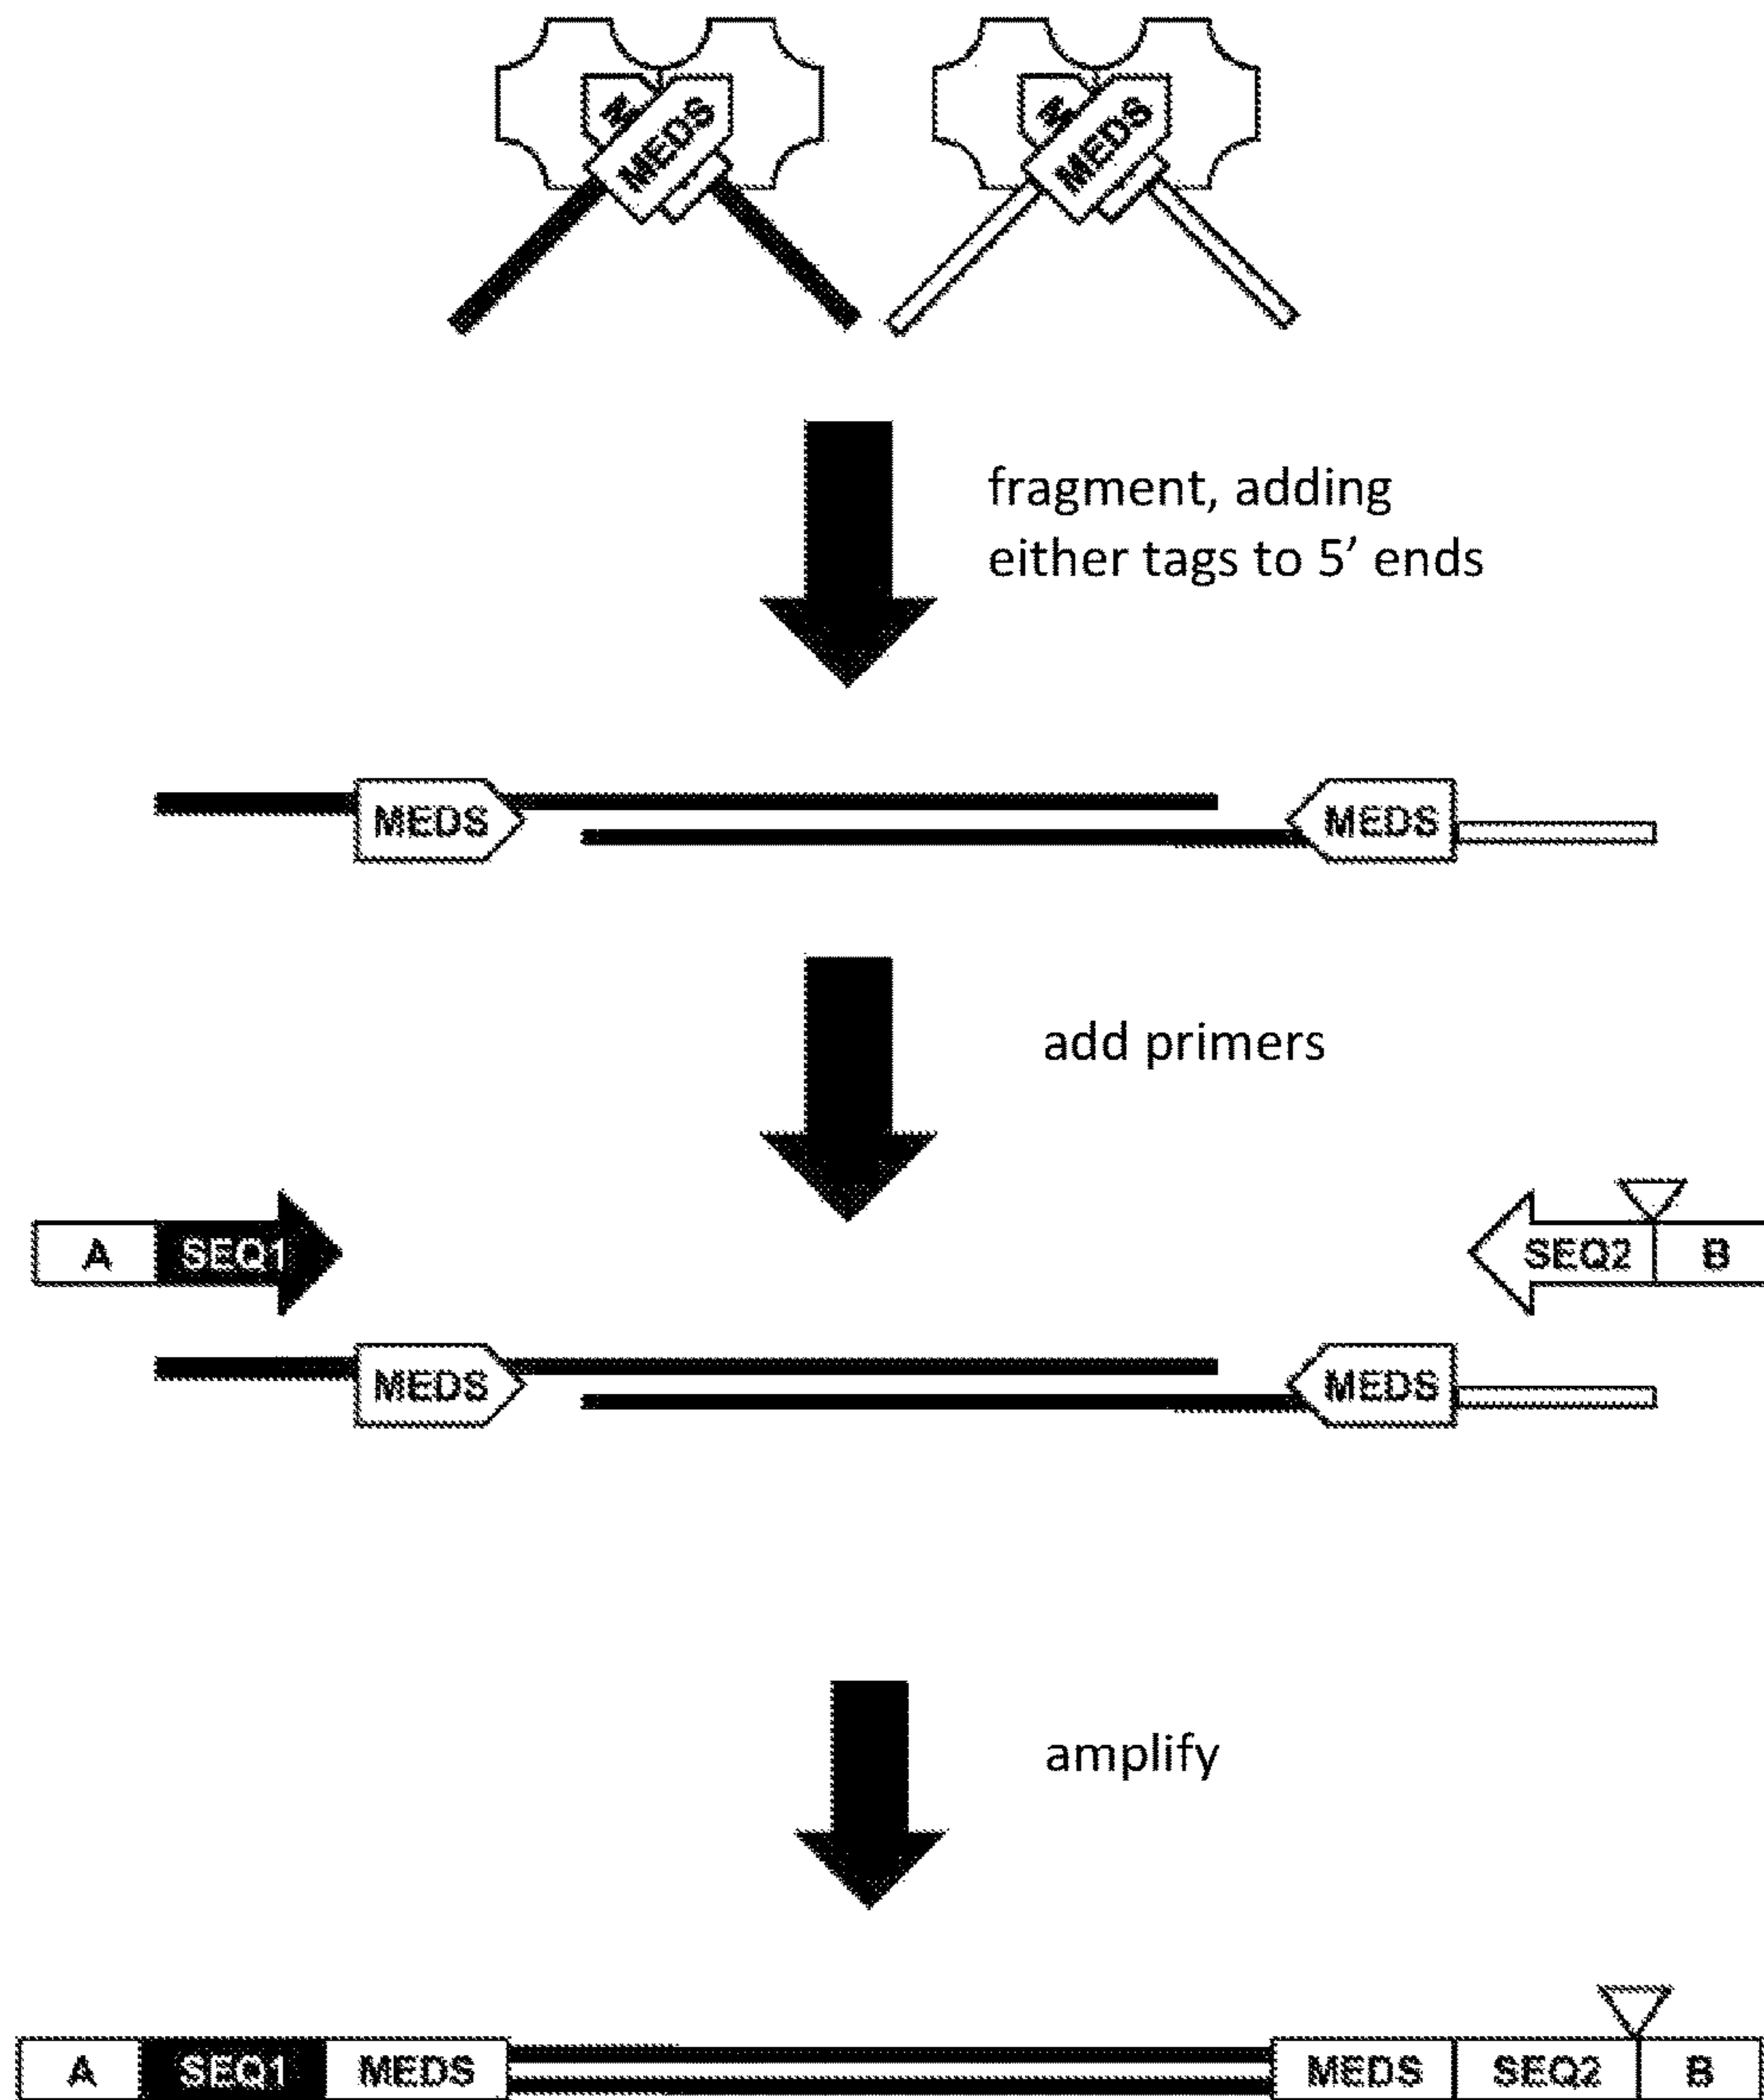 M MEDS M MEDS
fragment, adding
either tags to 5’ ends
MEDS MEDS
add primers
A SEQ1 SEQ2 B
MEDS MEDS
amplify
A SEQ1 MEDS MEDS SEQ2 B